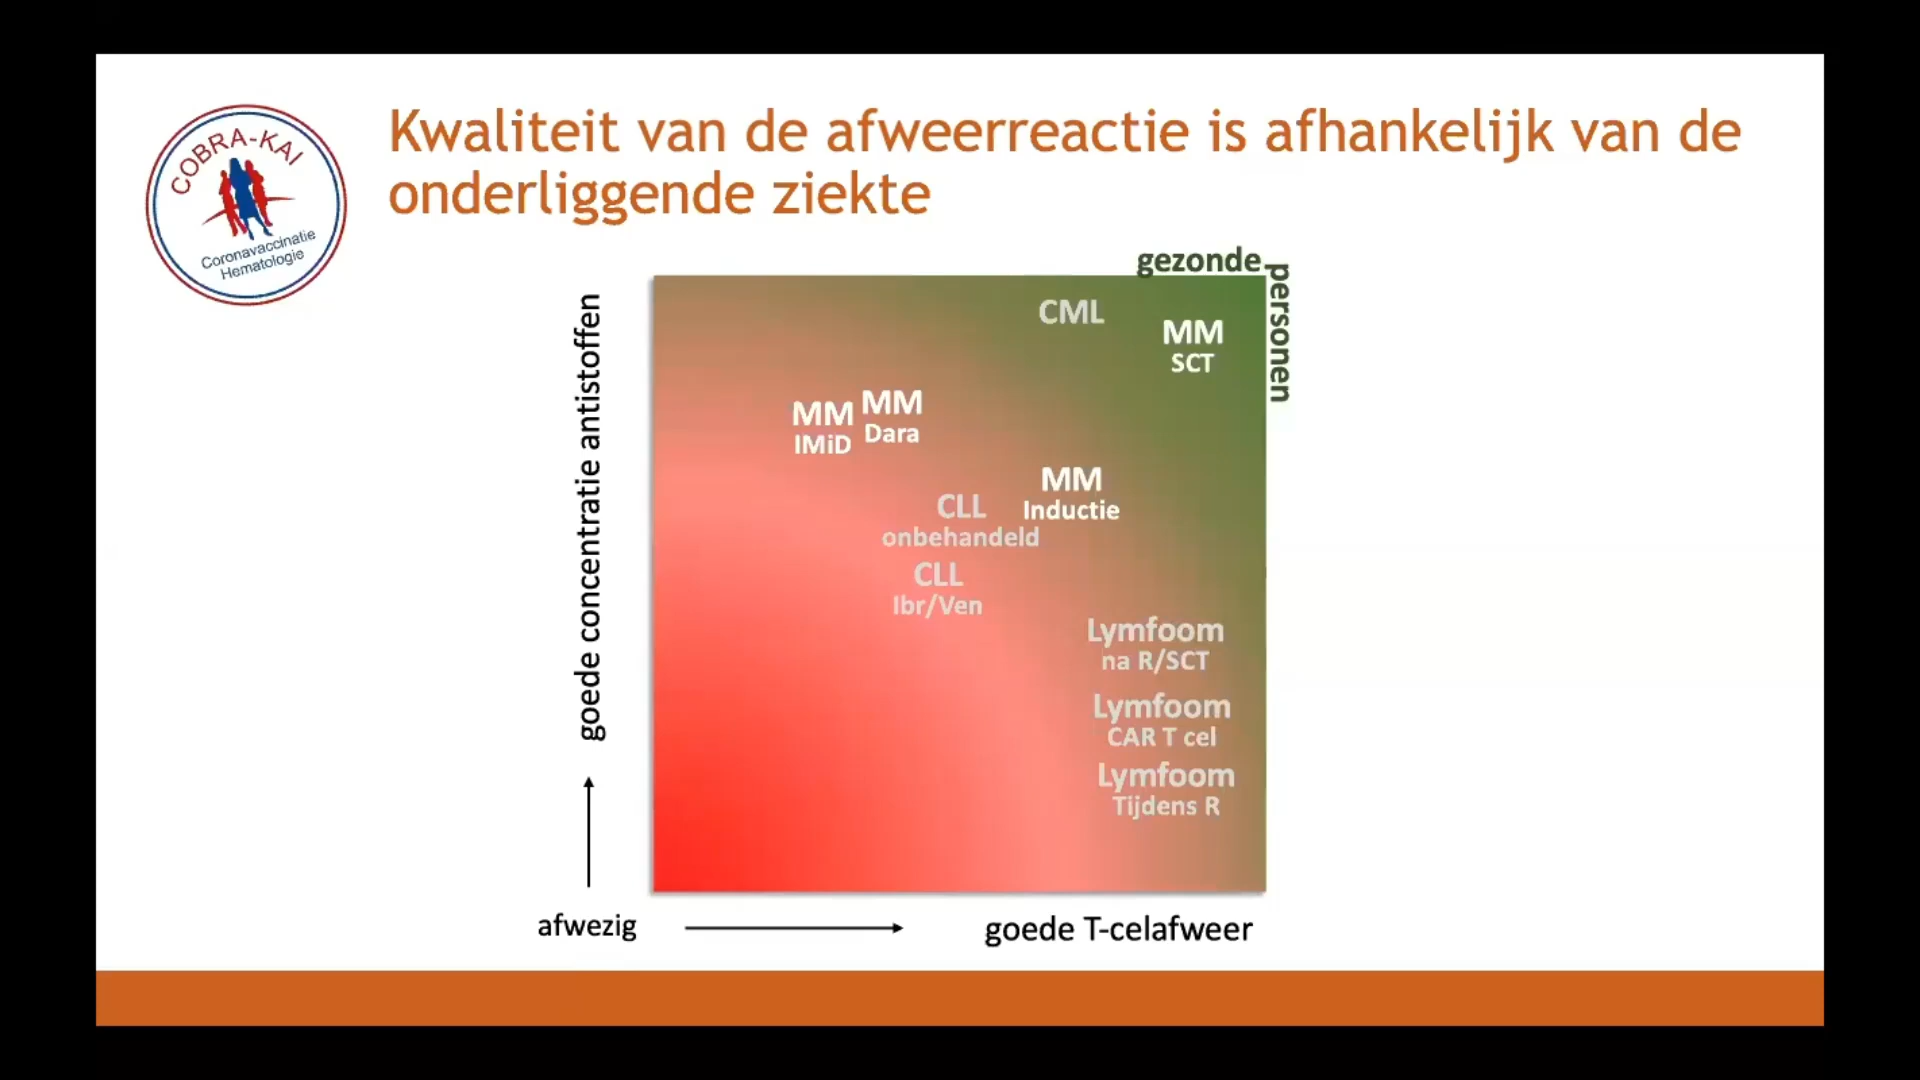 COBRA-KAI
Coronavaccinatie
Hematologie
Kwaliteit van de afweerreactie is afhankelijk van de
onderliggende ziekte
gezonde
personen
goede concentratie antistoffen
CML
MM
SCT
MM
IMiD
MM
Dara
MM
Inductie
CLL
onbehandeld
CLL
Ibr/Ven
Lymfoom
na R/SCT
Lymfoom
CAR T cel
Lymfoom
Tijdens R
afwezig
goede T-celafweer